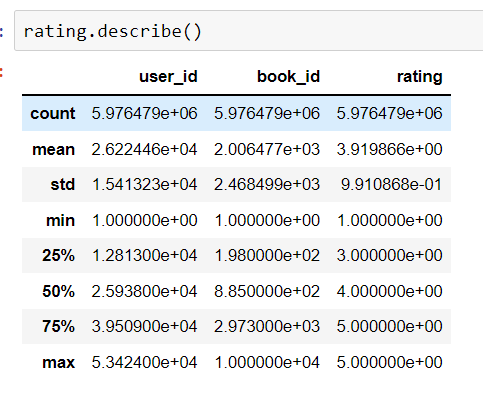 rating.describe()
user_id book_id rating
count 5.976479e+06 5.976479e+06 5.976479e+06
mean 2.622446e+04 2.006477e+03 3.919866e+00
std 1.541323e+04 2.468499e+03 9.910868e-01
min 1.000000e+00 1.000000e+00 1.000000e+00
25% 1.281300e+04 1.980000e+02 3.000000e+00
50% 2.593800e+04 8.850000e+02 4.000000e+00
75% 3.950900e+04 2.973000e+03 5.000000e+00
max 5.342400e+04 1.000000e+04 5.000000e+00